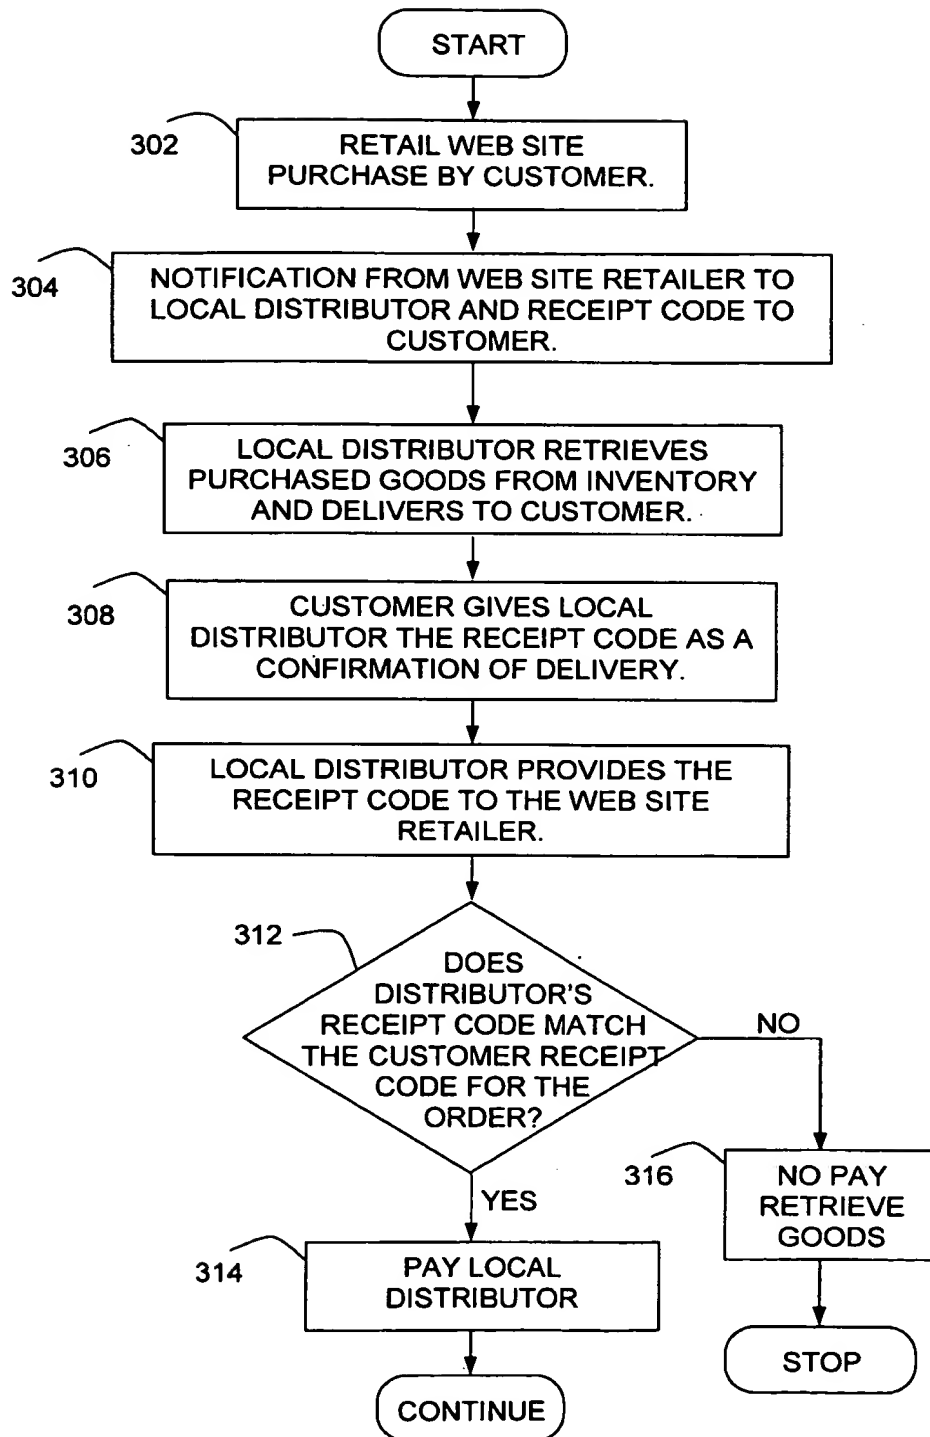 START
302
RETAIL WEB SITE
PURCHASE BY CUSTOMER.
304
NOTIFICATION FROM WEB SITE RETAILER TO
LOCAL DISTRIBUTOR AND RECEIPT CODE TO
CUSTOMER.
306
LOCAL DISTRIBUTOR RETRIEVES
PURCHASED GOODS FROM INVENTORY
AND DELIVERS TO CUSTOMER.
308
CUSTOMER GIVES LOCAL
DISTRIBUTOR THE RECEIPT CODE AS A
CONFIRMATION OF DELIVERY.
310
LOCAL DISTRIBUTOR PROVIDES THE
RECEIPT CODE TO THE WEB SITE
RETAILER.
312
DOES
DISTRIBUTOR'S
RECEIPT CODE MATCH
THE CUSTOMER RECEIPT
CODE FOR THE
ORDER?
NO
YES
316
NO PAY
RETRIEVE
GOODS
314
PAY LOCAL
DISTRIBUTOR
STOP
CONTINUE